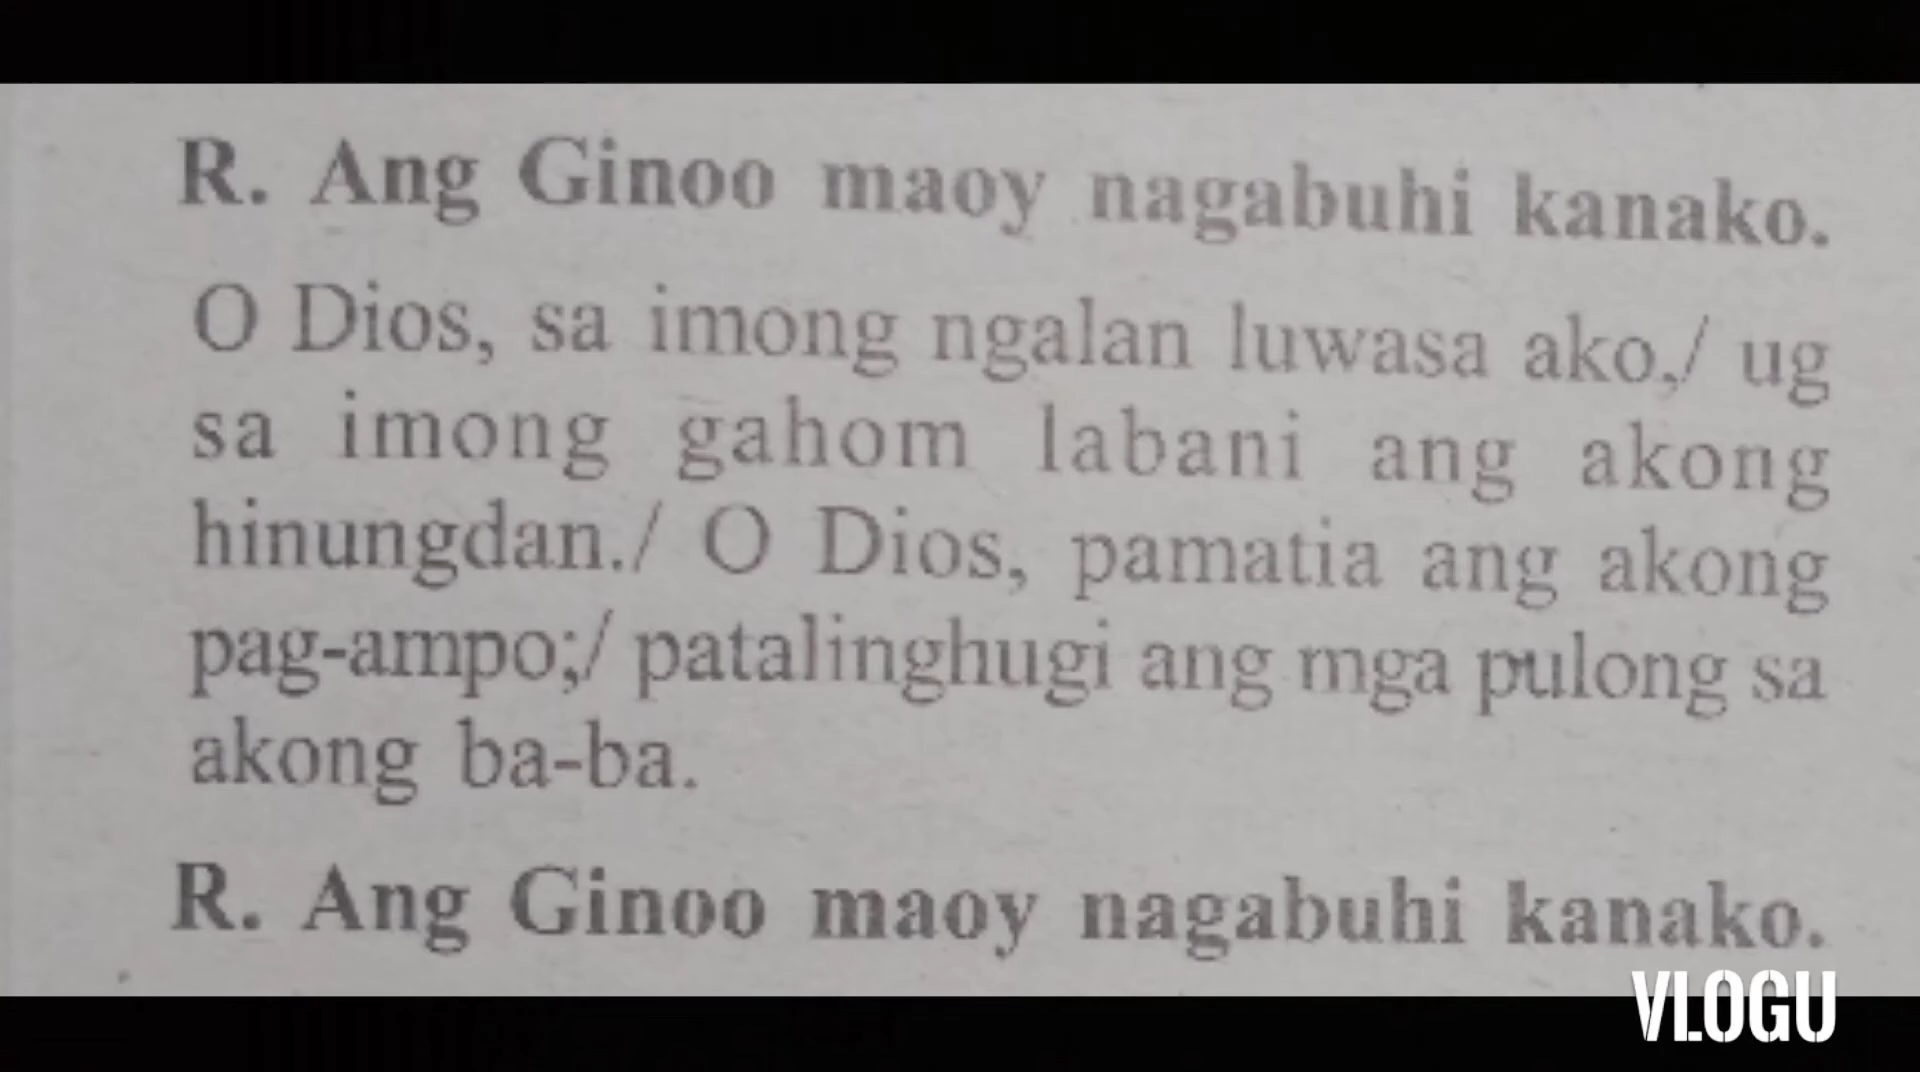 R. Ang Ginoo maoy nagabuhi kanako.
O Dios, sa imong ngalan luwasa ako,/ ug
sa imong gahom labani ang akong
hinungdan./ O Dios, pamatia ang akong
pag-ampo;/ patalinghugi ang mga pulong sa
akong ba-ba.
R. Ang Ginoo maoy nagabuhi kanako.
VLOGU